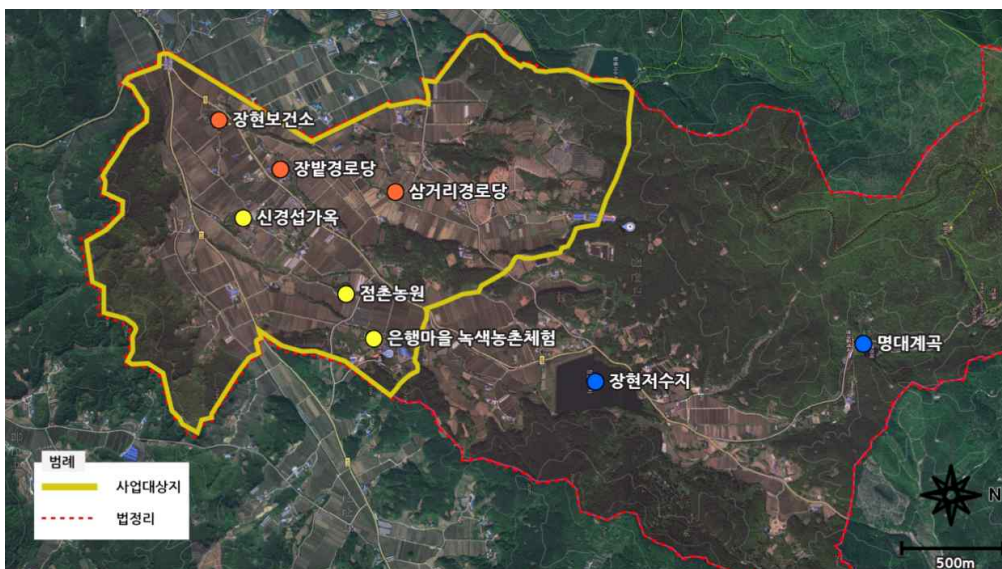 장현보건소
장밭경로당
삼거리경로당
신경섭가옥
점촌농원
은행마을 녹색농촌체험
명대계곡
장현저수지
범례
사업대상지
법정리
N
500m